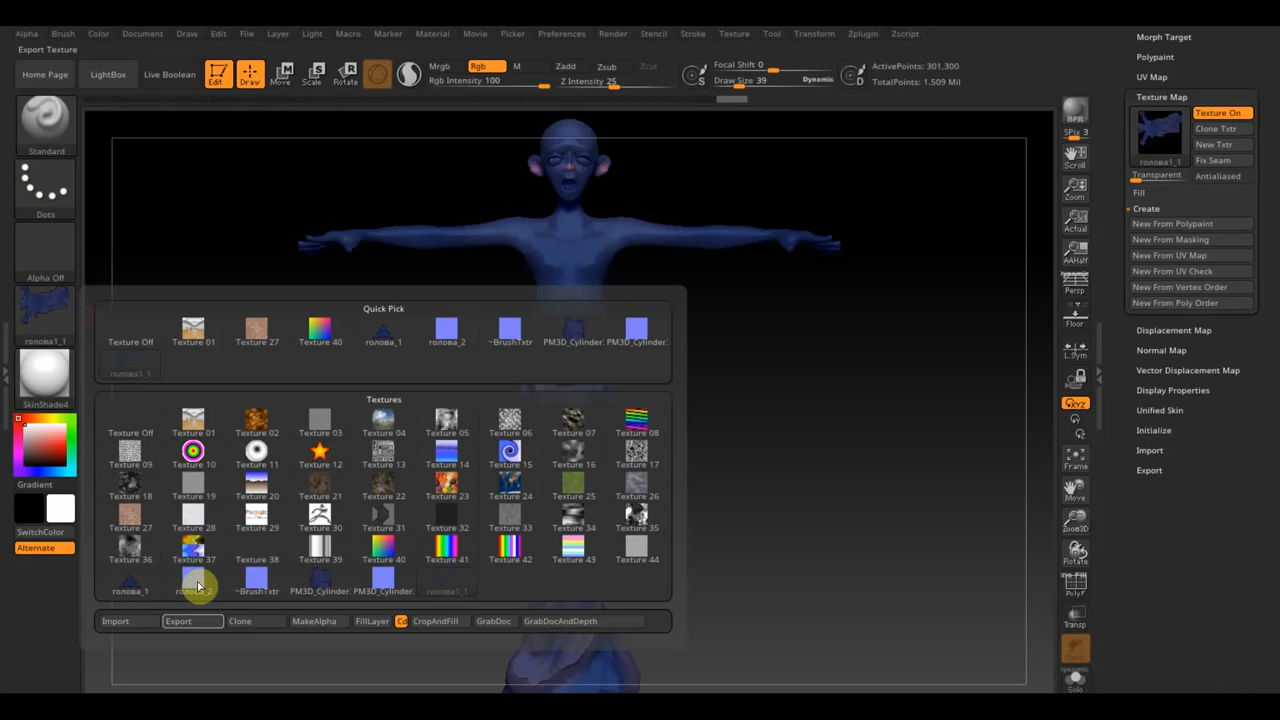 Alpha Brush Color Document Draw Edit File Layer Light Macro Marker Material Movie Picker Preferences Render Stencil Stroke Texture Tool Transform Zplugin Zscript
Export Texture
Home Page LightBox Live Boolean Edit Draw Move Scale Rotate
Mrgb Rgb M Zadd Zsub Zcut
Rgb Intensity 100 Z Intensity 25
Focal Shift 0
Draw Size 39 Dynamic
S D
ActivePoints: 301,300
TotalPoints: 1.509 Mil
Standard
Dots
Alpha Off
голова1_1
SkinShade4
Gradient
SwitchColor
Alternate
Quick Pick
Texture Off Texture 01 Texture 27 Texture 40 голова_1 голова_2 ~BrushTxtr PM3D_Cylinder. PM3D_Cylinder.
голова1_1
Textures
Texture Off Texture 01 Texture 02 Texture 03 Texture 04 Texture 05 Texture 06 Texture 07 Texture 08
Texture 09 Texture 10 Texture 11 Texture 12 Texture 13 Texture 14 Texture 15 Texture 16 Texture 17
Texture 18 Texture 19 Texture 20 Texture 21 Texture 22 Texture 23 Texture 24 Texture 25 Texture 26
Texture 27 Texture 28 Texture 29 Texture 30 Texture 31 Texture 32 Texture 33 Texture 34 Texture 35
Texture 36 Texture 37 Texture 38 Texture 39 Texture 40 Texture 41 Texture 42 Texture 43 Texture 44
голова_1 голова_2 ~BrushTxtr PM3D_Cylinder. PM3D_Cylinder. голова1_1
Import Export Clone MakeAlpha FillLayer Cd CropAndFill GrabDoc GrabDocAndDepth
BPR
SPix 3
Scroll
Zoom
Actual
AAHalf
Dynamic
Persp
Floor
L.Sym
XYZ
Frame
Move
Zoom3D
Rotate
Line Fill
PolyF
Transp
Ghost
Dynamic
Solo
Morph Target
Polypaint
UV Map
Texture Map
Texture On
Clone Txtr
New Txtr
Fix Seam
голова1_1
Transparent Antialiased
Fill
Create
New From Polypaint
New From Masking
New From UV Map
New From UV Check
New From Vertex Order
New From Poly Order
Displacement Map
Normal Map
Vector Displacement Map
Display Properties
Unified Skin
Initialize
Import
Export